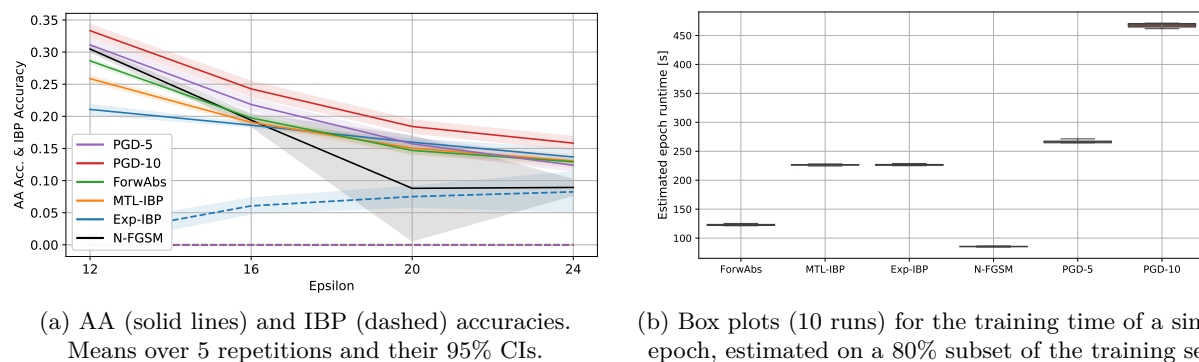 0.35
0.30
0.25
0.20
0.15
0.10
0.05
0.00
AA Acc. & IBP Accuracy
PGD-5
PGD-10
ForwAbs
MTL-IBP
Exp-IBP
N-FGSM
12
16
20
24
Epsilon
(a) AA (solid lines) and IBP (dashed) accuracies.
Means over 5 repetitions and their 95% CIs.
450
400
350
300
250
200
150
100
Estimated epoch runtime [s]
ForwAbs
MTL-IBP
Exp-IBP
N-FGSM
PGD-5
PGD-10
(b) Box plots (10 runs) for the training time of a sin
epoch, estimated on a 80% subset of the training se